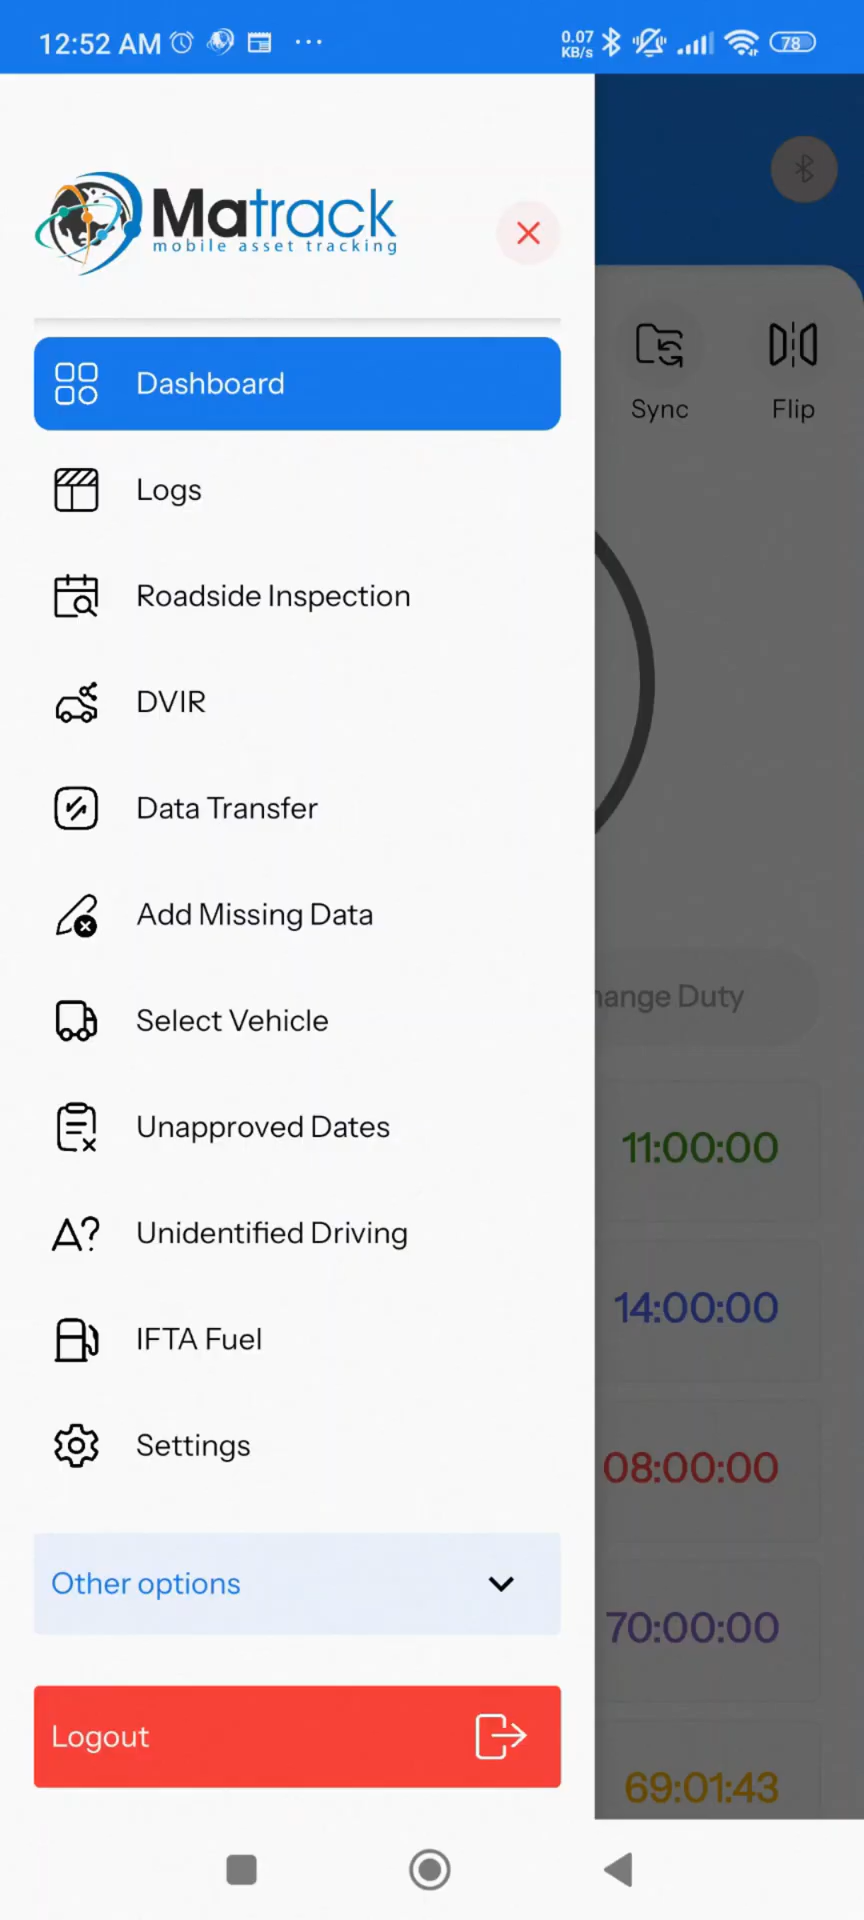 12:52 AM
0.07
KB/s
78
Matrack
mobile asset tracking
Dashboard
Logs
Roadside Inspection
DVIR
Data Transfer
Add Missing Data
Select Vehicle
Unapproved Dates
A? Unidentified Driving
IFTA Fuel
Settings
Other options
Logout
Sync
Flip
hange Duty
11:00:00
14:00:00
08:00:00
70:00:00
69:01:43